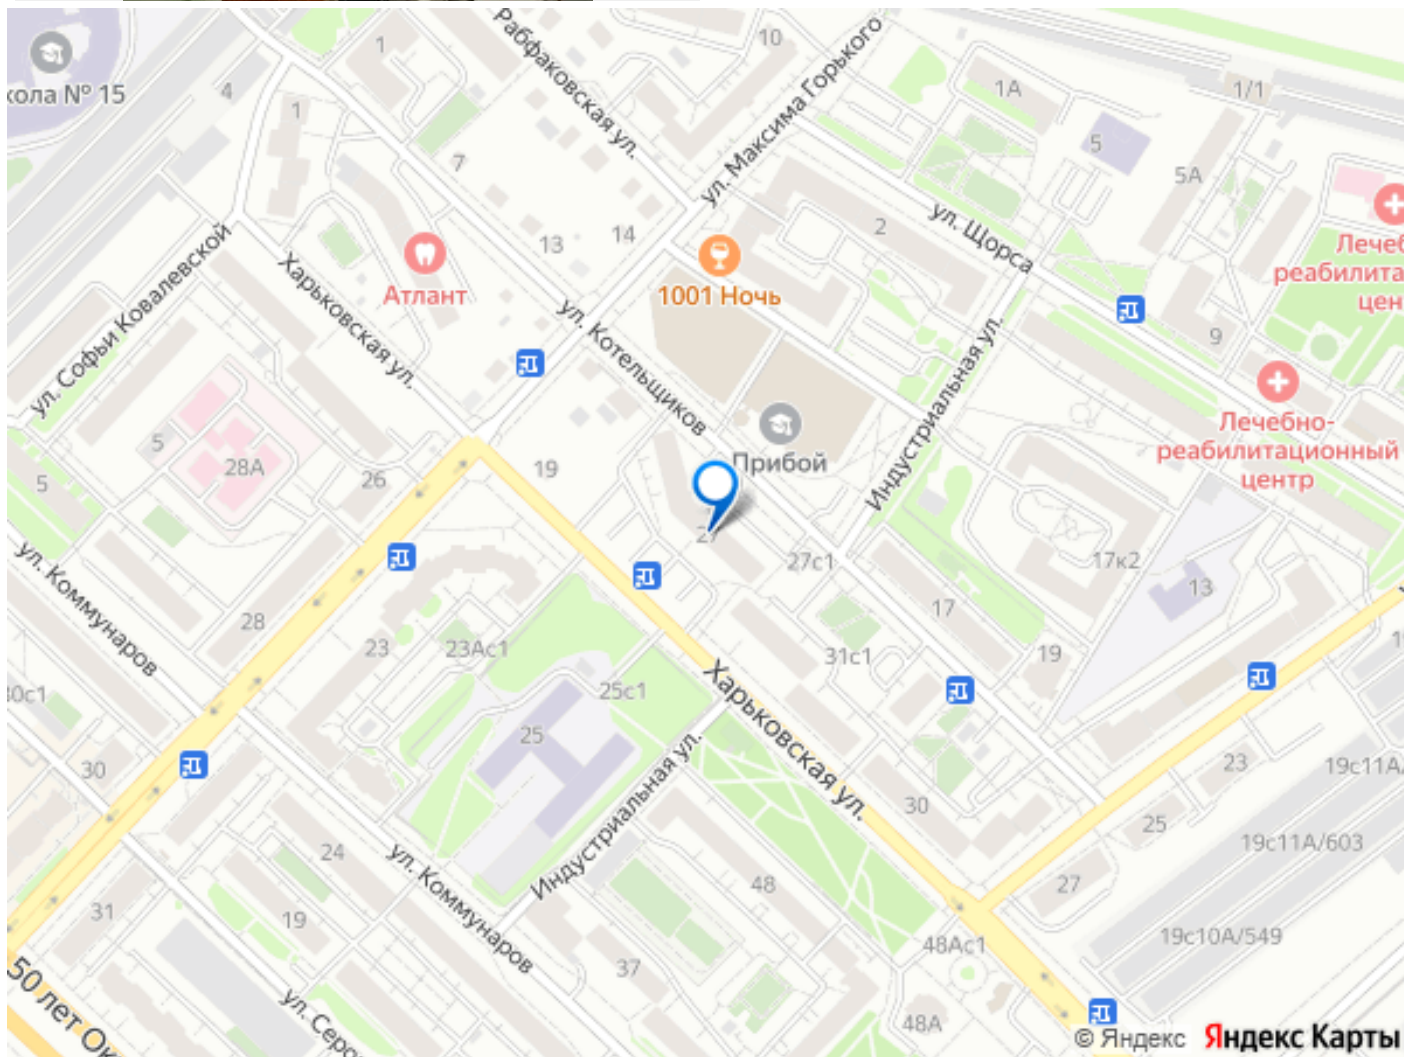 Рабфаковская ул.
10
ул. Максима Горького
1
кола № 15
4
1
7
1А
1/1
5
5А
Лечеб
реабилита
цен
ул. Щорса
2
14
13
Атлант
1001 Ночь
ул. Софьи Ковалевской
Харьковская ул.
ул. Котельщиков
Индустриальная ул.
9
Лечебно-
реабилитационный
центр
Прибой
5
28А
26
19
5
27с1
17к2
13
17
19
31с1
ул. Коммунаров
28
23
23Ас1
25с1
25
Харьковская ул.
30с1
30
Индустриальная ул.
30
23
25
19с11А
19с11А/603
27
24
ул. Коммунаров
48
31
19
48Ас1
19с10А/549
37
48А
50 лет Ок
ул. Серо
© Яндекс Яндекс Карты